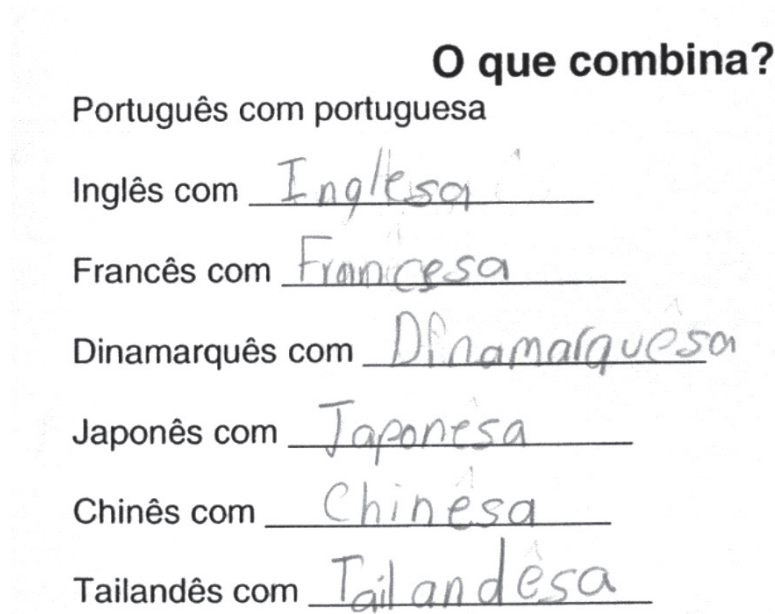 O que combina?
Português com portuguesa
Inglês com Inglesa
Francês com Francesa
Dinamarquês com Dinamarquesa
Japonês com Japonesa
Chinês com Chinêsa
Tailandês com Tailandêsa